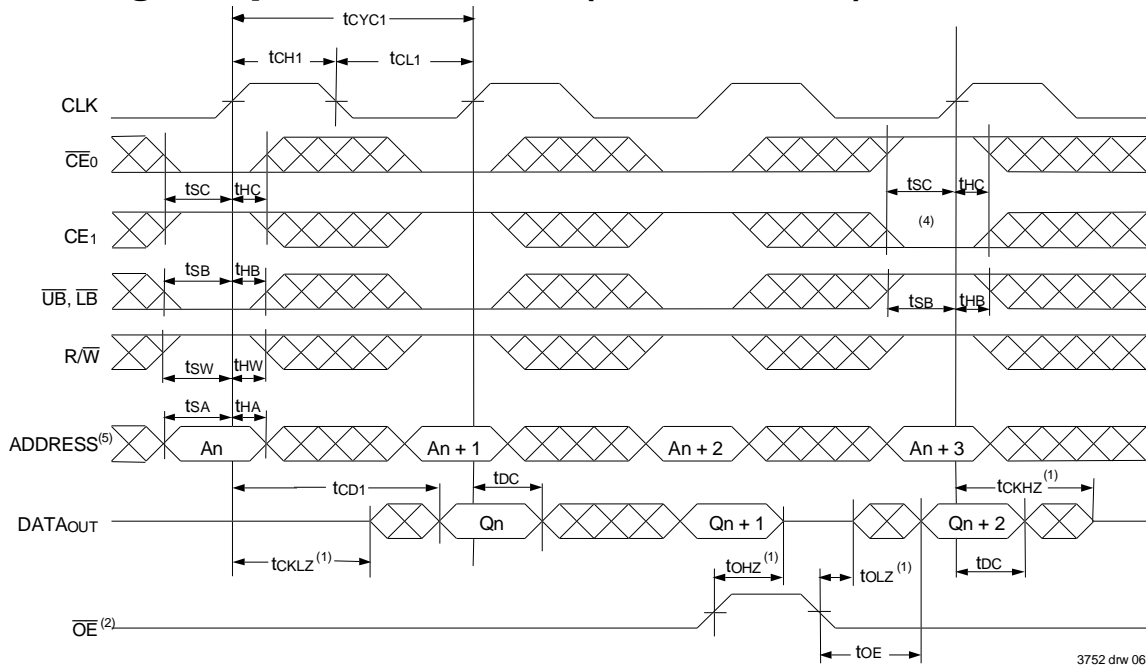 tCYC1
tCH1 tCL1
CLK
CE0
tSC tHC tSC tHC
CE1 (4)
tSB tHB
UB, LB
tSB tHB
R/W
tSW tHW
tSA tHA
ADDRESS(5) An An + 1 An + 2 An + 3
tCD1 tDC tCKHZ (1)
DATAOUT Qn Qn + 1 Qn + 2
tCKLZ (1) tOHZ (1) tOLZ (1) tDC
OE (2)
tOE
3752 drw 06